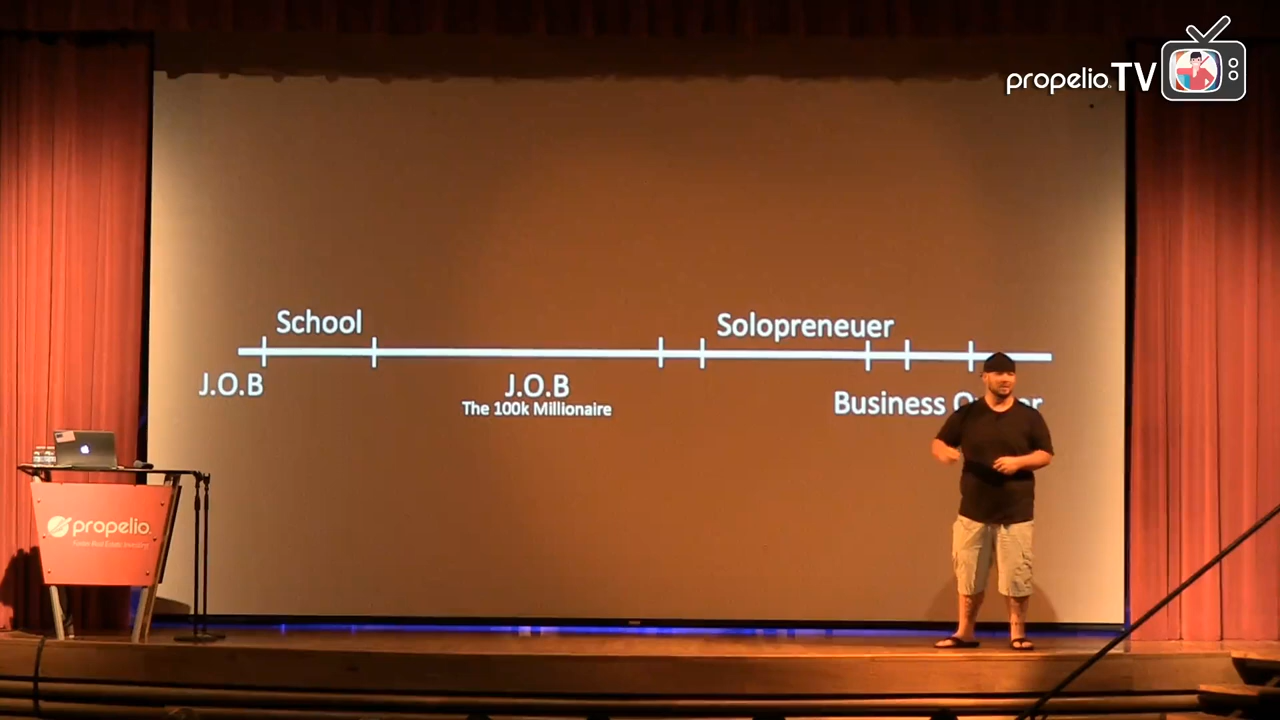 propelio TV
School
Solopreneuer
J.O.B
J.O.B
The 100k Millionaire
Business
propelio